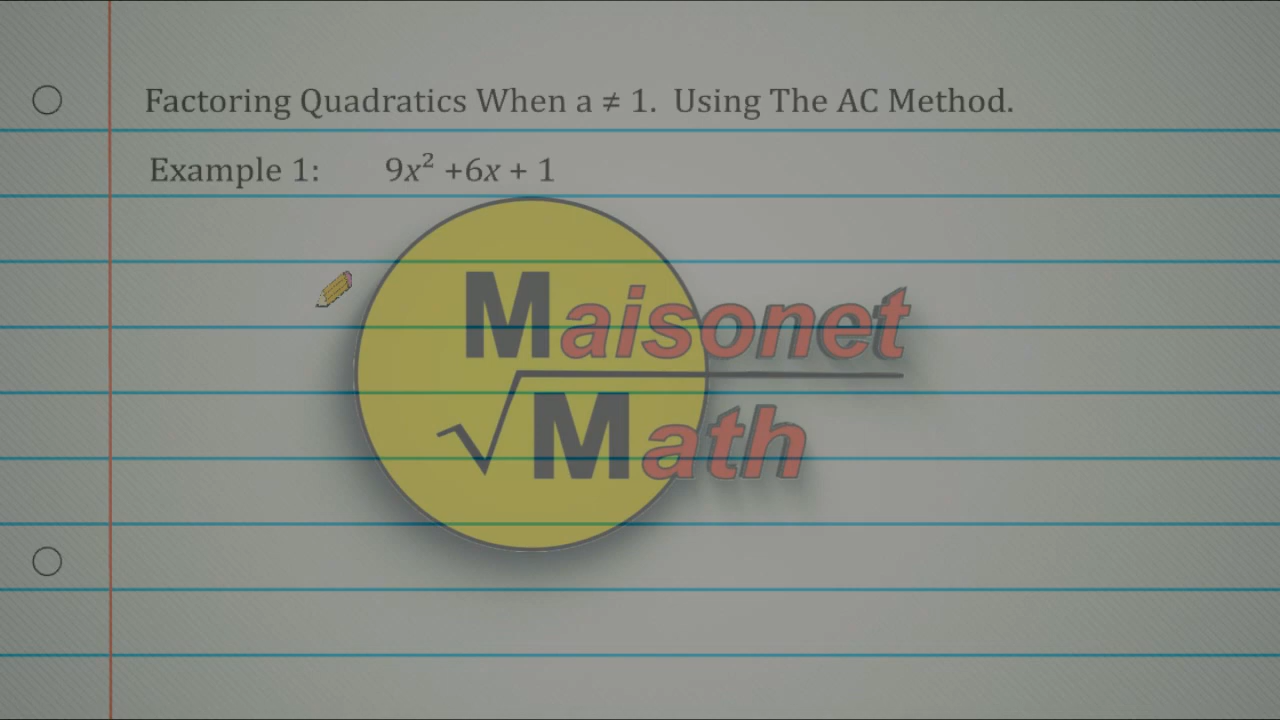 Factoring Quadratics When a ≠ 1.  Using The AC Method.
Example 1:  9x² +6x + 1
Maisonet
√Math